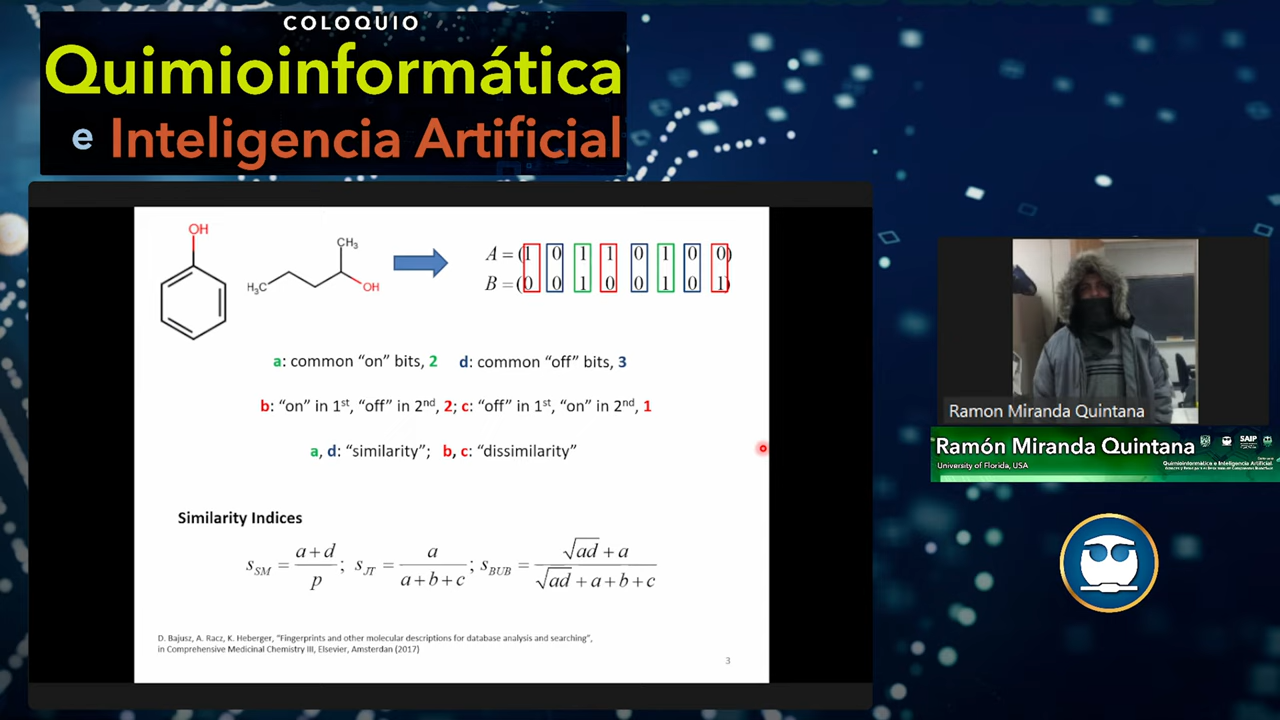 COLOQUIO
Quimioinformática
e Inteligencia Artificial
OH
CH3
H3C
OH
A = (1 0 1 1 0 1 0 0)
B = (0 0 1 0 0 1 0 1)
a: common “on” bits, 2 d: common “off” bits, 3
b: “on” in 1st, “off” in 2nd, 2; c: “off” in 1st, “on” in 2nd, 1
a, d: “similarity”; b, c: “dissimilarity”
Similarity Indices
s_SM = (a + d) / p ; s_JT = a / (a + b + c) ; s_BUB = (√ad + a) / (√ad + a + b + c)
D. Bajusz, A. Racz, K. Heberger, “Fingerprints and other molecular descriptions for database analysis and searching”,
in Comprehensive Medicinal Chemistry III, Elsevier, Amsterdan (2017)
3
Ramon Miranda Quintana
Ramón Miranda Quintana
University of Florida, USA
SAIP
Quimioinformática e Inteligencia Artificial